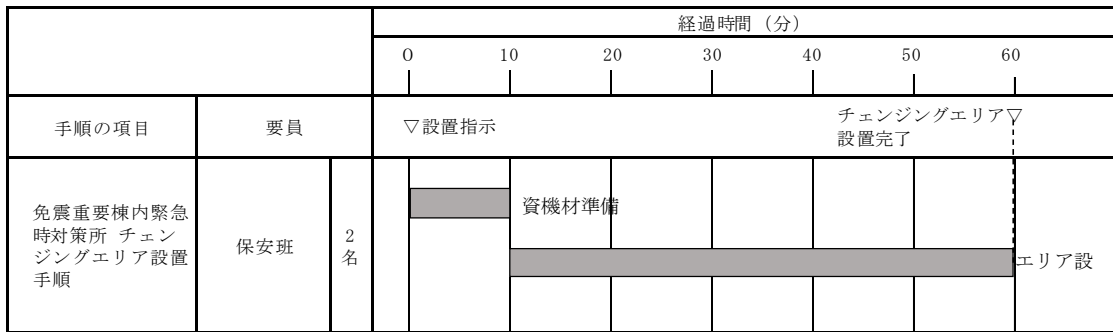 経過時間（分）
0 10 20 30 40 50 60
手順の項目 要員 ▽設置指示 チェンジングエリア▽
設置完了
免震重要棟内緊急
時対策所 チェン
ジングエリア設置
手順
保安班
2
名
資機材準備
エリア設